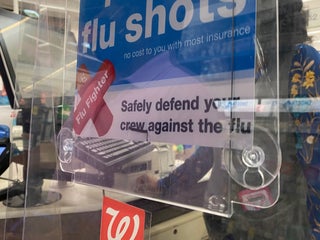 flu shots
no cost to you with most insurance
Flu Fighter
Safely defend your
crew against the flu
W